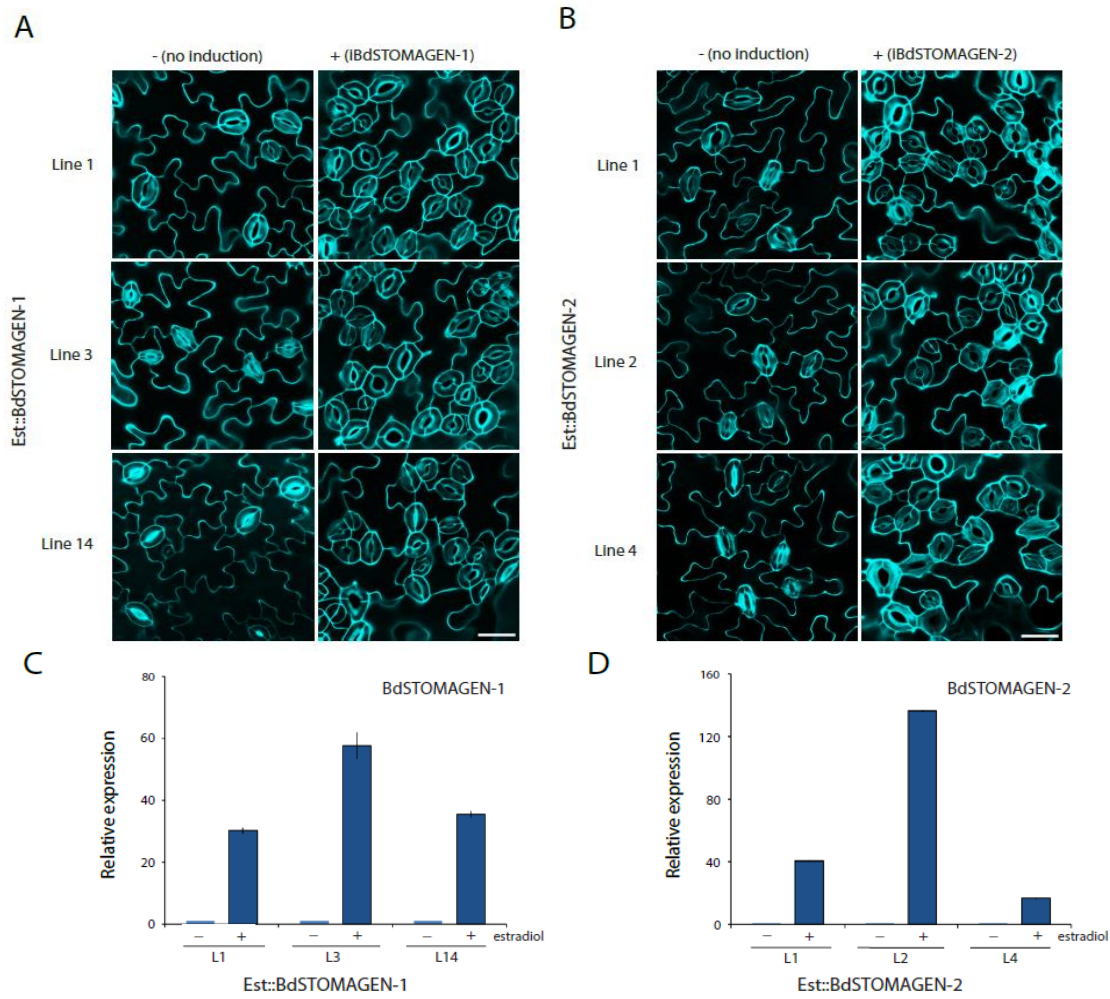 A
- (no induction)
+ (iBdSTOMAGEN-1)
Est::BdSTOMAGEN-1
Line 1
Line 3
Line 14
B
- (no induction)
+ (iBdSTOMAGEN-2)
Est::BdSTOMAGEN-2
Line 1
Line 2
Line 4
C
BdSTOMAGEN-1
Relative expression
80
60
40
20
0
– + – + – + estradiol
L1 L3 L14
Est::BdSTOMAGEN-1
D
BdSTOMAGEN-2
Relative expression
160
120
80
40
0
– + – + – + estradiol
L1 L2 L4
Est::BdSTOMAGEN-2